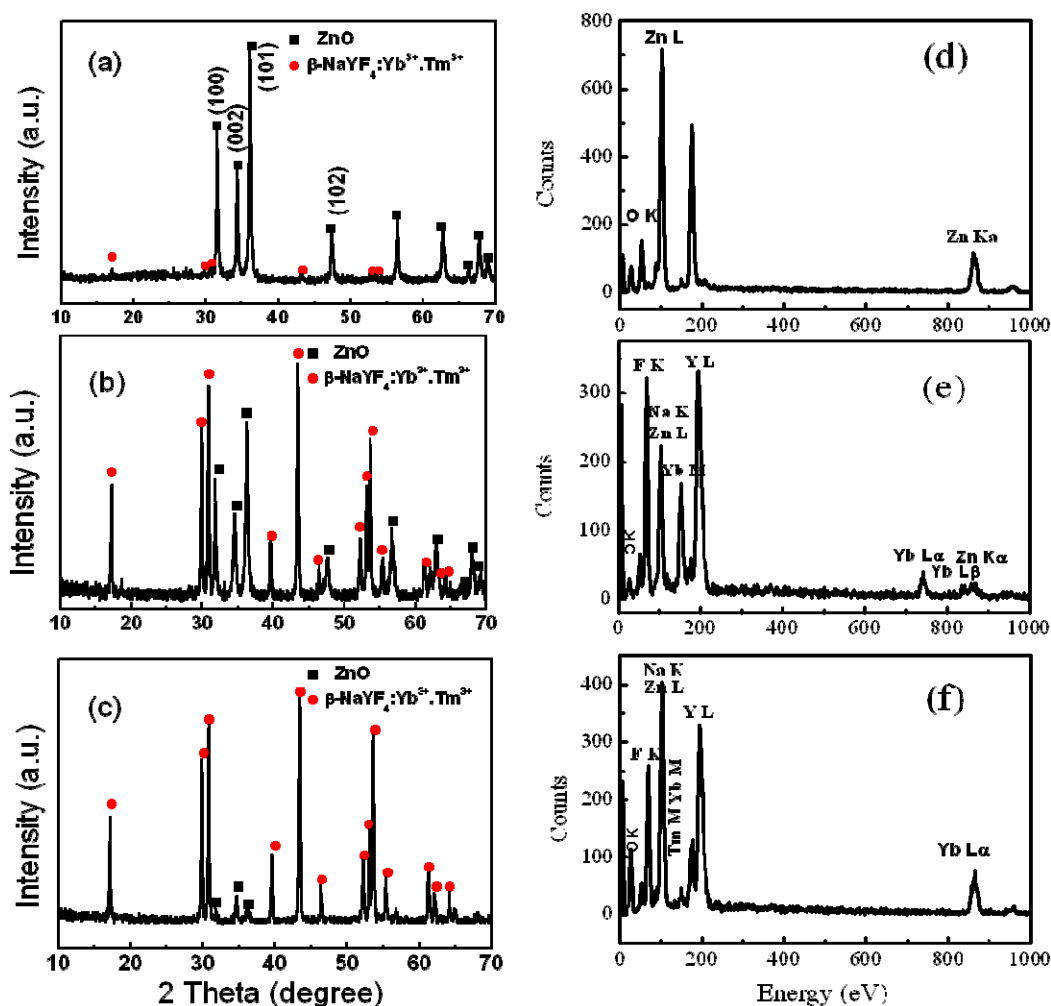 (a)
ZnO
β-NaYF₄:Yb³⁺.Tm³⁺
(100)
(002)
(101)
(102)
Intensity (a.u.)
10 20 30 40 50 60 70
(b)
ZnO
β-NaYF₄:Yb³⁺.Tm³⁺
Intensity (a.u.)
10 20 30 40 50 60 70
(c)
ZnO
β-NaYF₄:Yb³⁺.Tm³⁺
Intensity (a.u.)
10 20 30 40 50 60 70
2 Theta (degree)
(d)
Zn L
O K
Zn Ka
Counts
800
600
400
200
0
0 200 400 600 800 1000
(e)
F K
Y L
Na K
Zn L
Yb M
O K
Yb Lα
Zn Kα
Yb Lβ
Counts
300
200
100
0
0 200 400 600 800 1000
(f)
Na K
Zn L
Y L
F K
O K
Tm M Yb M
Yb Lα
Counts
400
300
200
100
0
0 200 400 600 800 1000
Energy (eV)